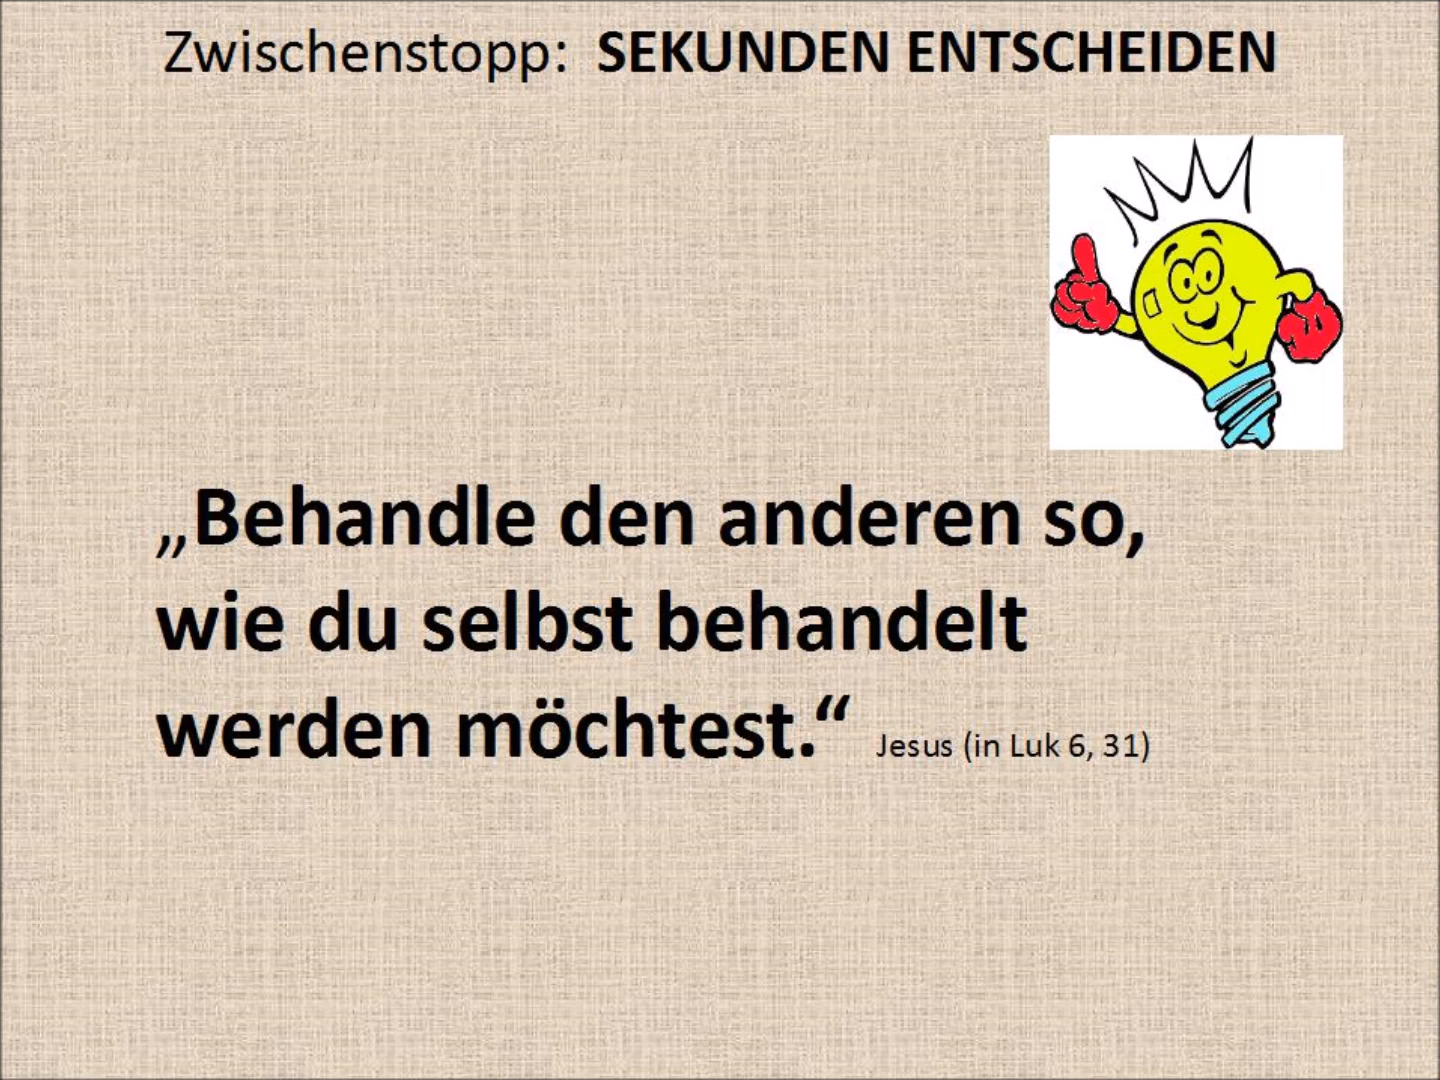 Zwischenstopp: SEKUNDEN ENTSCHEIDEN
„Behandle den anderen so,
wie du selbst behandelt
werden möchtest.“ Jesus (in Luk 6, 31)